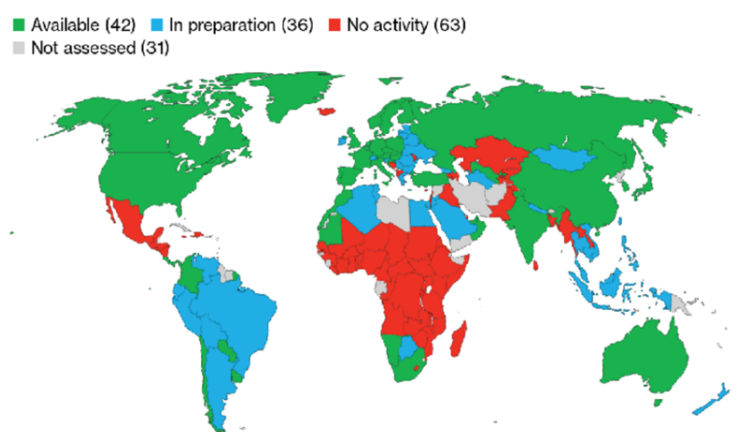 Available (42) In preparation (36) No activity (63)
Not assessed (31)